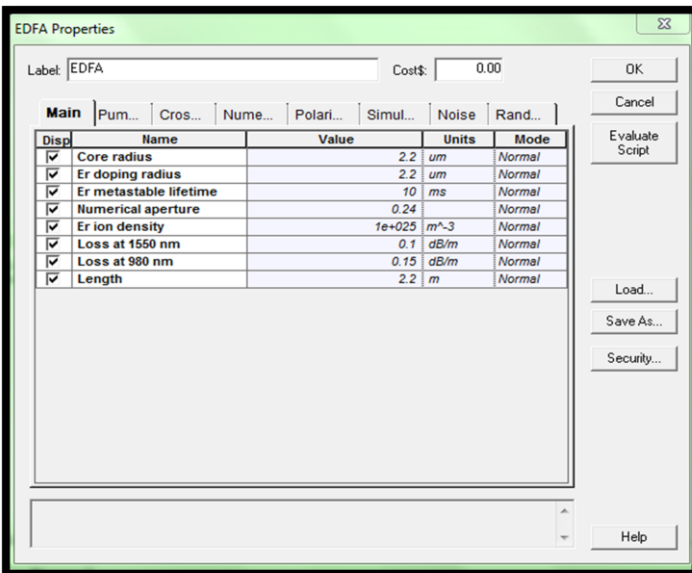 EDFA Properties
Label: EDFA Cost$: 0.00 OK
Main Pum... Cros... Nume... Polari... Simul... Noise Rand... Cancel
Disp Name Value Units Mode Evaluate Script
Core radius 2.2 um Normal
Er doping radius 2.2 um Normal
Er metastable lifetime 10 ms Normal
Numerical aperture 0.24 Normal
Er ion density 1e+025 m^-3 Normal
Loss at 1550 nm 0.1 dB/m Normal
Loss at 980 nm 0.15 dB/m Normal
Length 2.2 m Normal
Load...
Save As...
Security...
Help